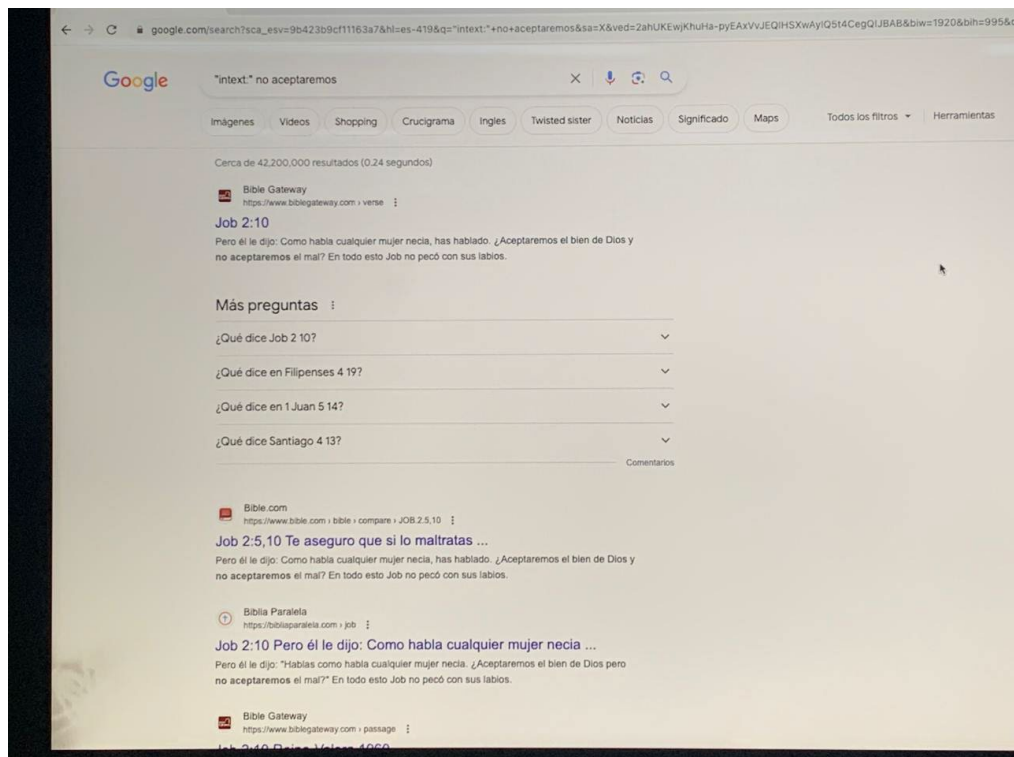 google.com/search?sca_esv=9b423b9cf11163a7&hl=es-419&q="intext:"+no+aceptaremos&sa=X&ved=2ahUKEwjKhuHa-pyEAxVvJEQIHSXwAyIQ5t4CegQIJBAB&biw=1920&bih=995&
Google
"intext:" no aceptaremos
Imágenes Videos Shopping Crucigrama Ingles Twisted sister Noticias Significado Maps Todos los filtros Herramientas
Cerca de 42,200,000 resultados (0.24 segundos)
Bible Gateway
https://www.biblegateway.com › verse
Job 2:10
Pero él le dijo: Como habla cualquier mujer necia, has hablado. ¿Aceptaremos el bien de Dios y
no aceptaremos el mal? En todo esto Job no pecó con sus labios.
Más preguntas
¿Qué dice Job 2 10?
¿Qué dice en Filipenses 4 19?
¿Qué dice en 1 Juan 5 14?
¿Qué dice Santiago 4 13?
Comentarios
Bible.com
https://www.bible.com › bible › compare › JOB.2.5,10
Job 2:5,10 Te aseguro que si lo maltratas ...
Pero él le dijo: Como habla cualquier mujer necia, has hablado. ¿Aceptaremos el bien de Dios y
no aceptaremos el mal? En todo esto Job no pecó con sus labios.
Biblia Paralela
https://bibliaparalela.com › job
Job 2:10 Pero él le dijo: Como habla cualquier mujer necia ...
Pero él le dijo: "Hablas como habla cualquier mujer necia. ¿Aceptaremos el bien de Dios pero
no aceptaremos el mal?" En todo esto Job no pecó con sus labios.
Bible Gateway
https://www.biblegateway.com › passage
Job 2:10 Reina-Valera 1960